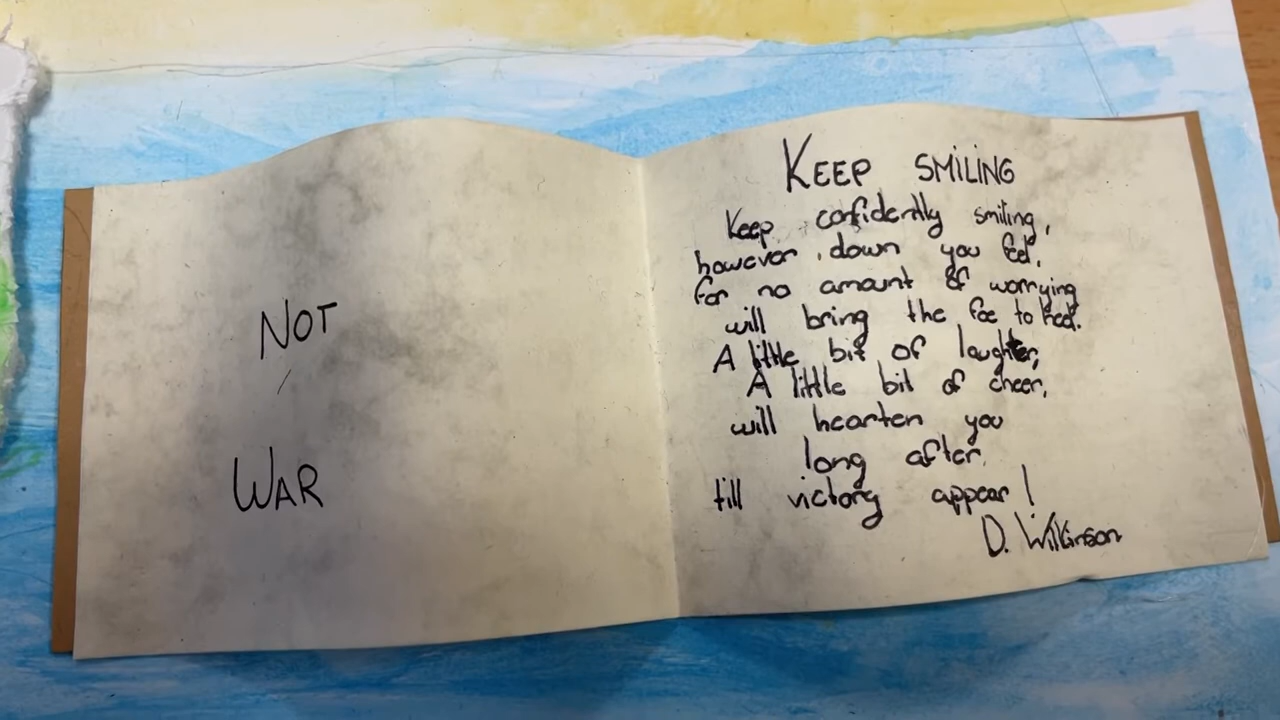 NOT
WAR
KEEP SMILING
Keep confidently smiling,
however down you feel,
for no amount of worrying
will bring the foe to heel.
A little bit of laughter,
A little bit of cheer,
will hearten you
long after
till victory appear!
D. Wilkinson